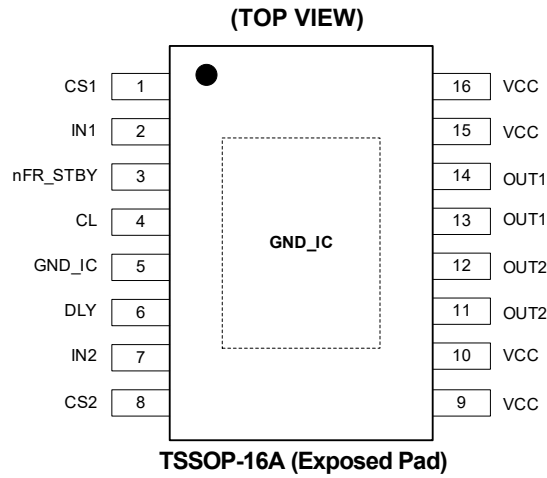 (TOP VIEW)
CS1 1 16 VCC
IN1 2 15 VCC
nFR_STBY 3 14 OUT1
CL 4 13 OUT1
GND_IC
GND_IC 5 12 OUT2
DLY 6 11 OUT2
IN2 7 10 VCC
CS2 8 9 VCC
TSSOP-16A (Exposed Pad)